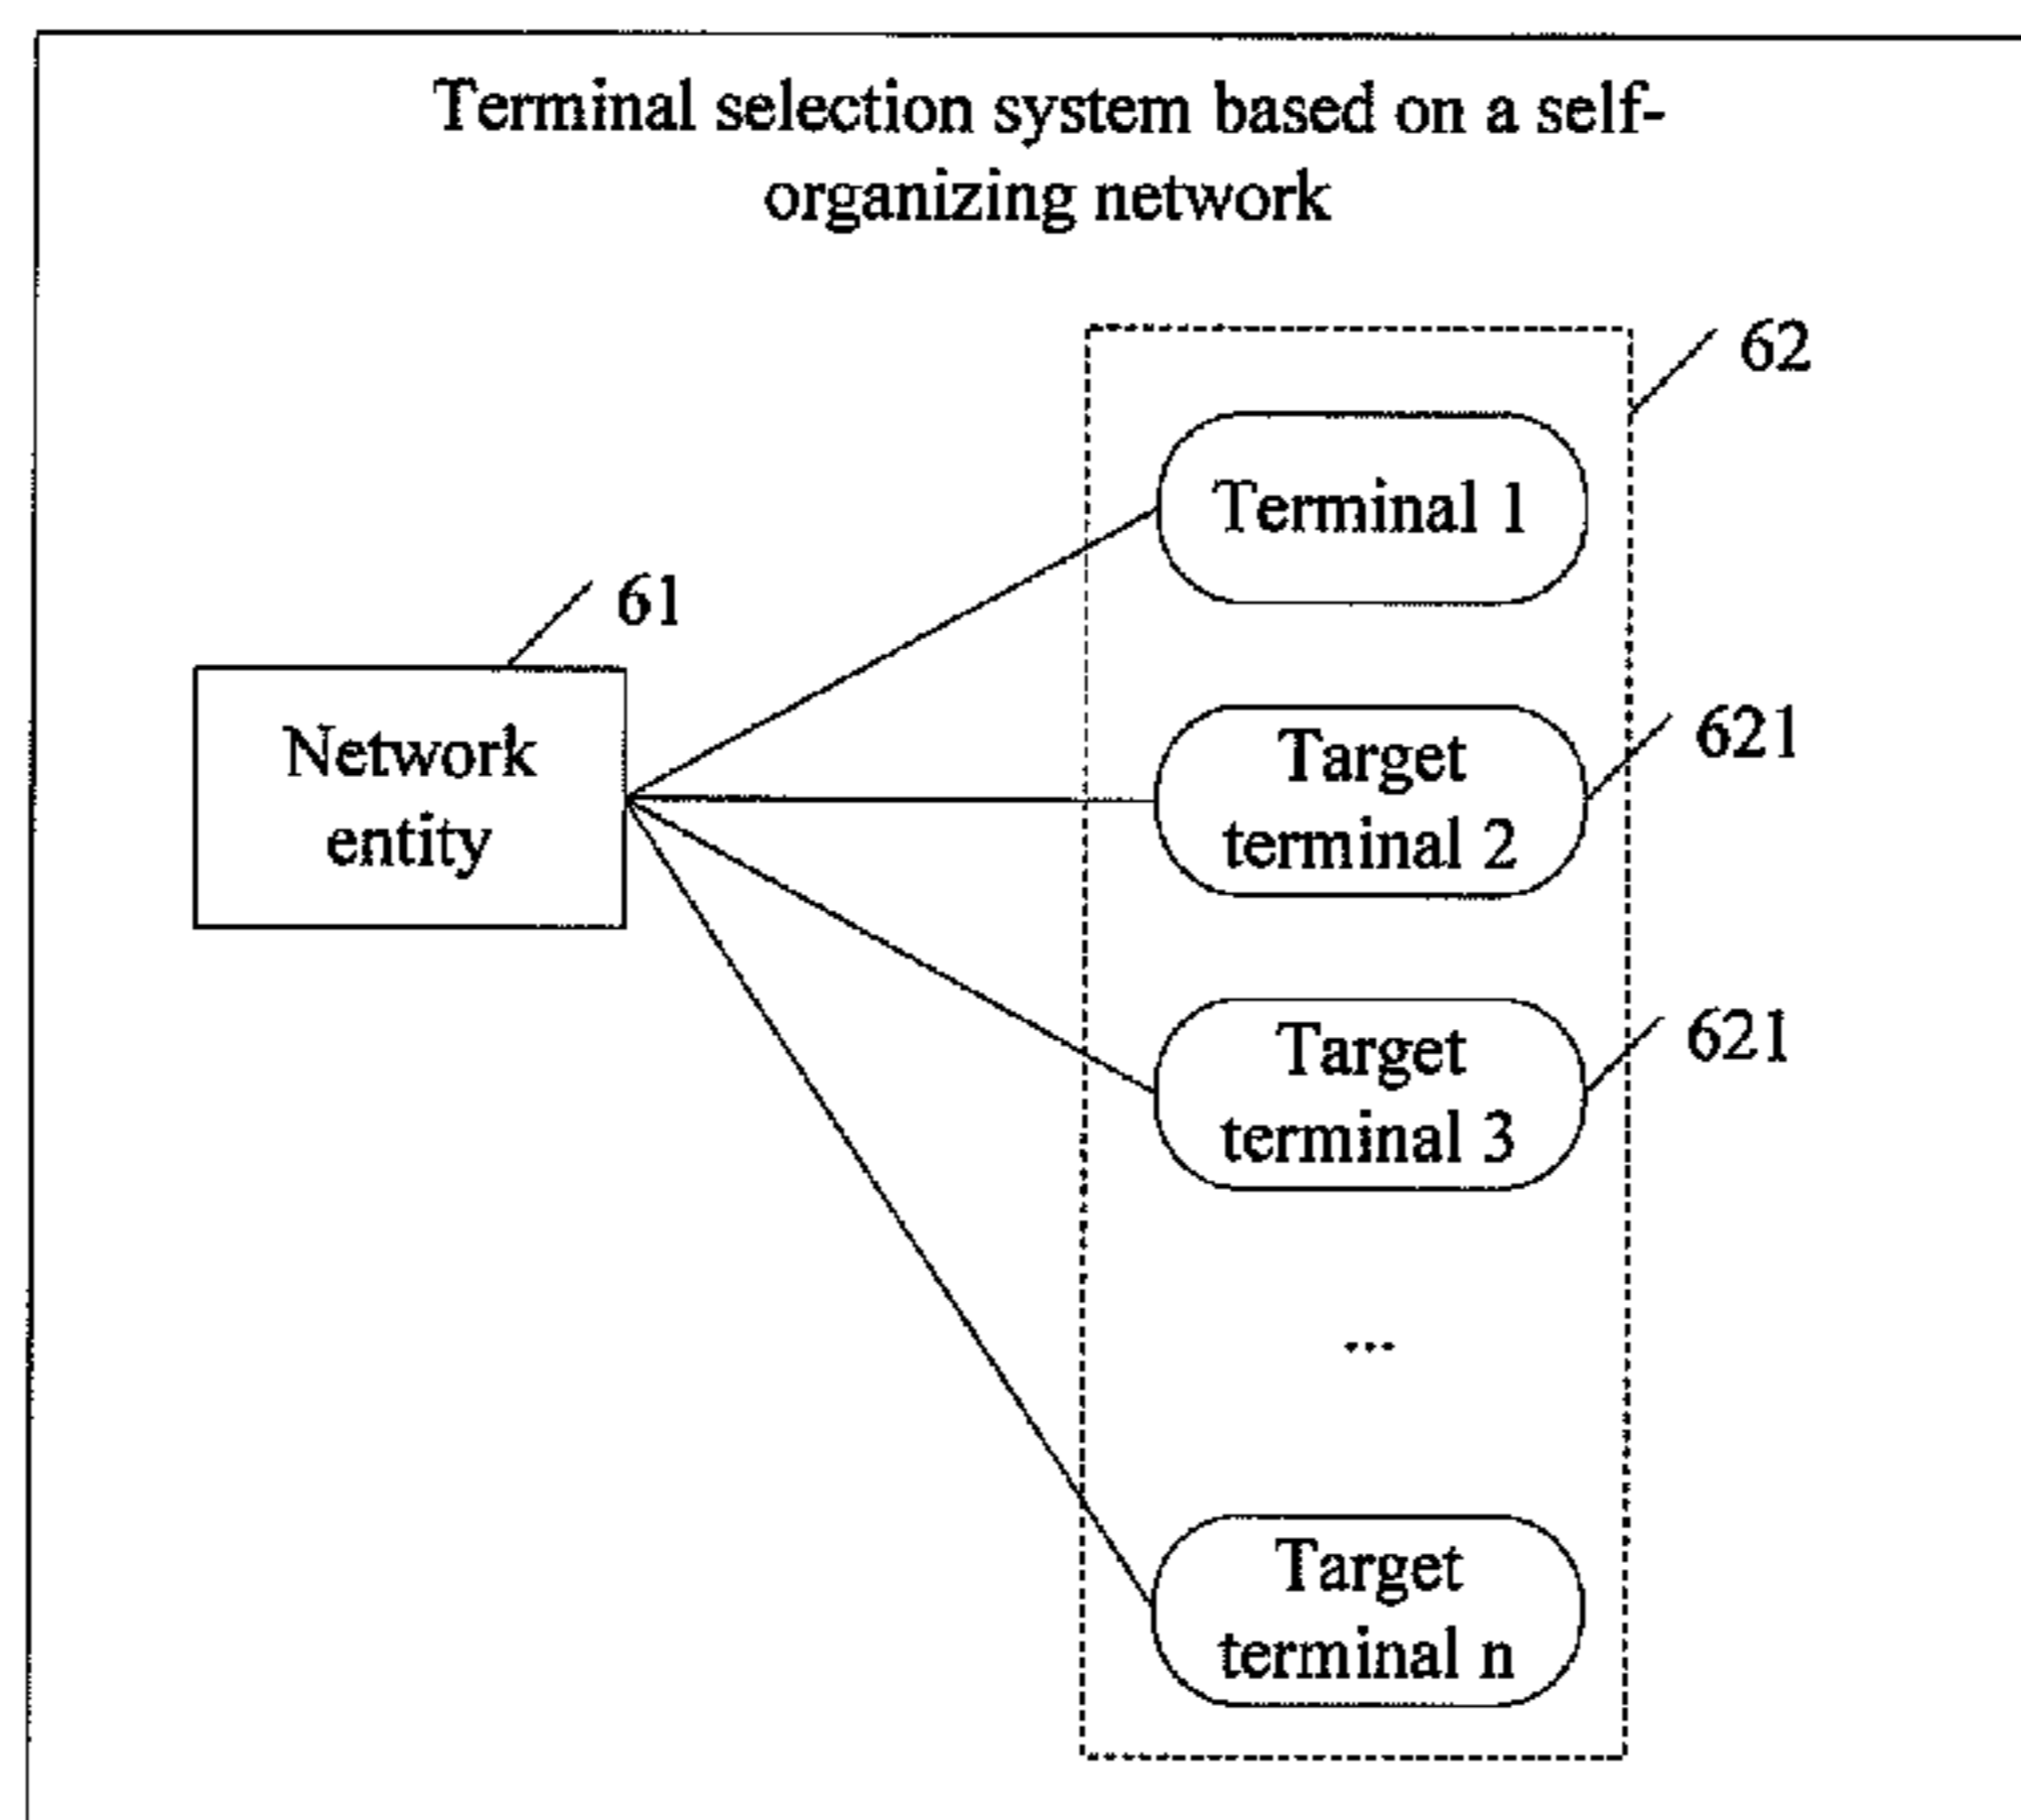 Terminal selection system based on a self-
organizing network
62
Terminal 1
61
Network
entity
Target
terminal 2
621
Target
terminal 3
621
...
Target
terminal n